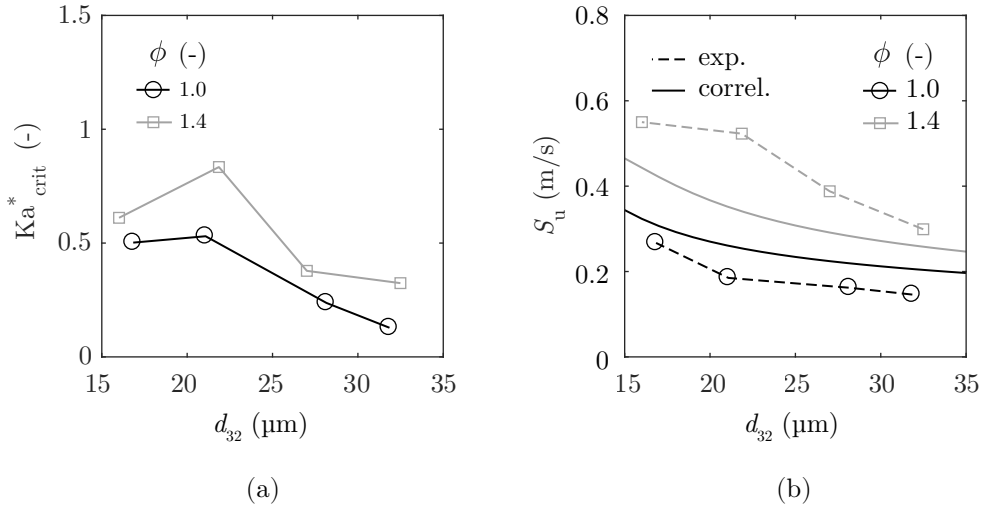 1.5
1
0.5
0
15 20 25 30 35
Ka*crit (-)
ϕ (-)
1.0
1.4
d32 (µm)
(a)
0.8
0.6
0.4
0.2
0
15 20 25 30 35
Su (m/s)
exp.
correl.
ϕ (-)
1.0
1.4
d32 (µm)
(b)